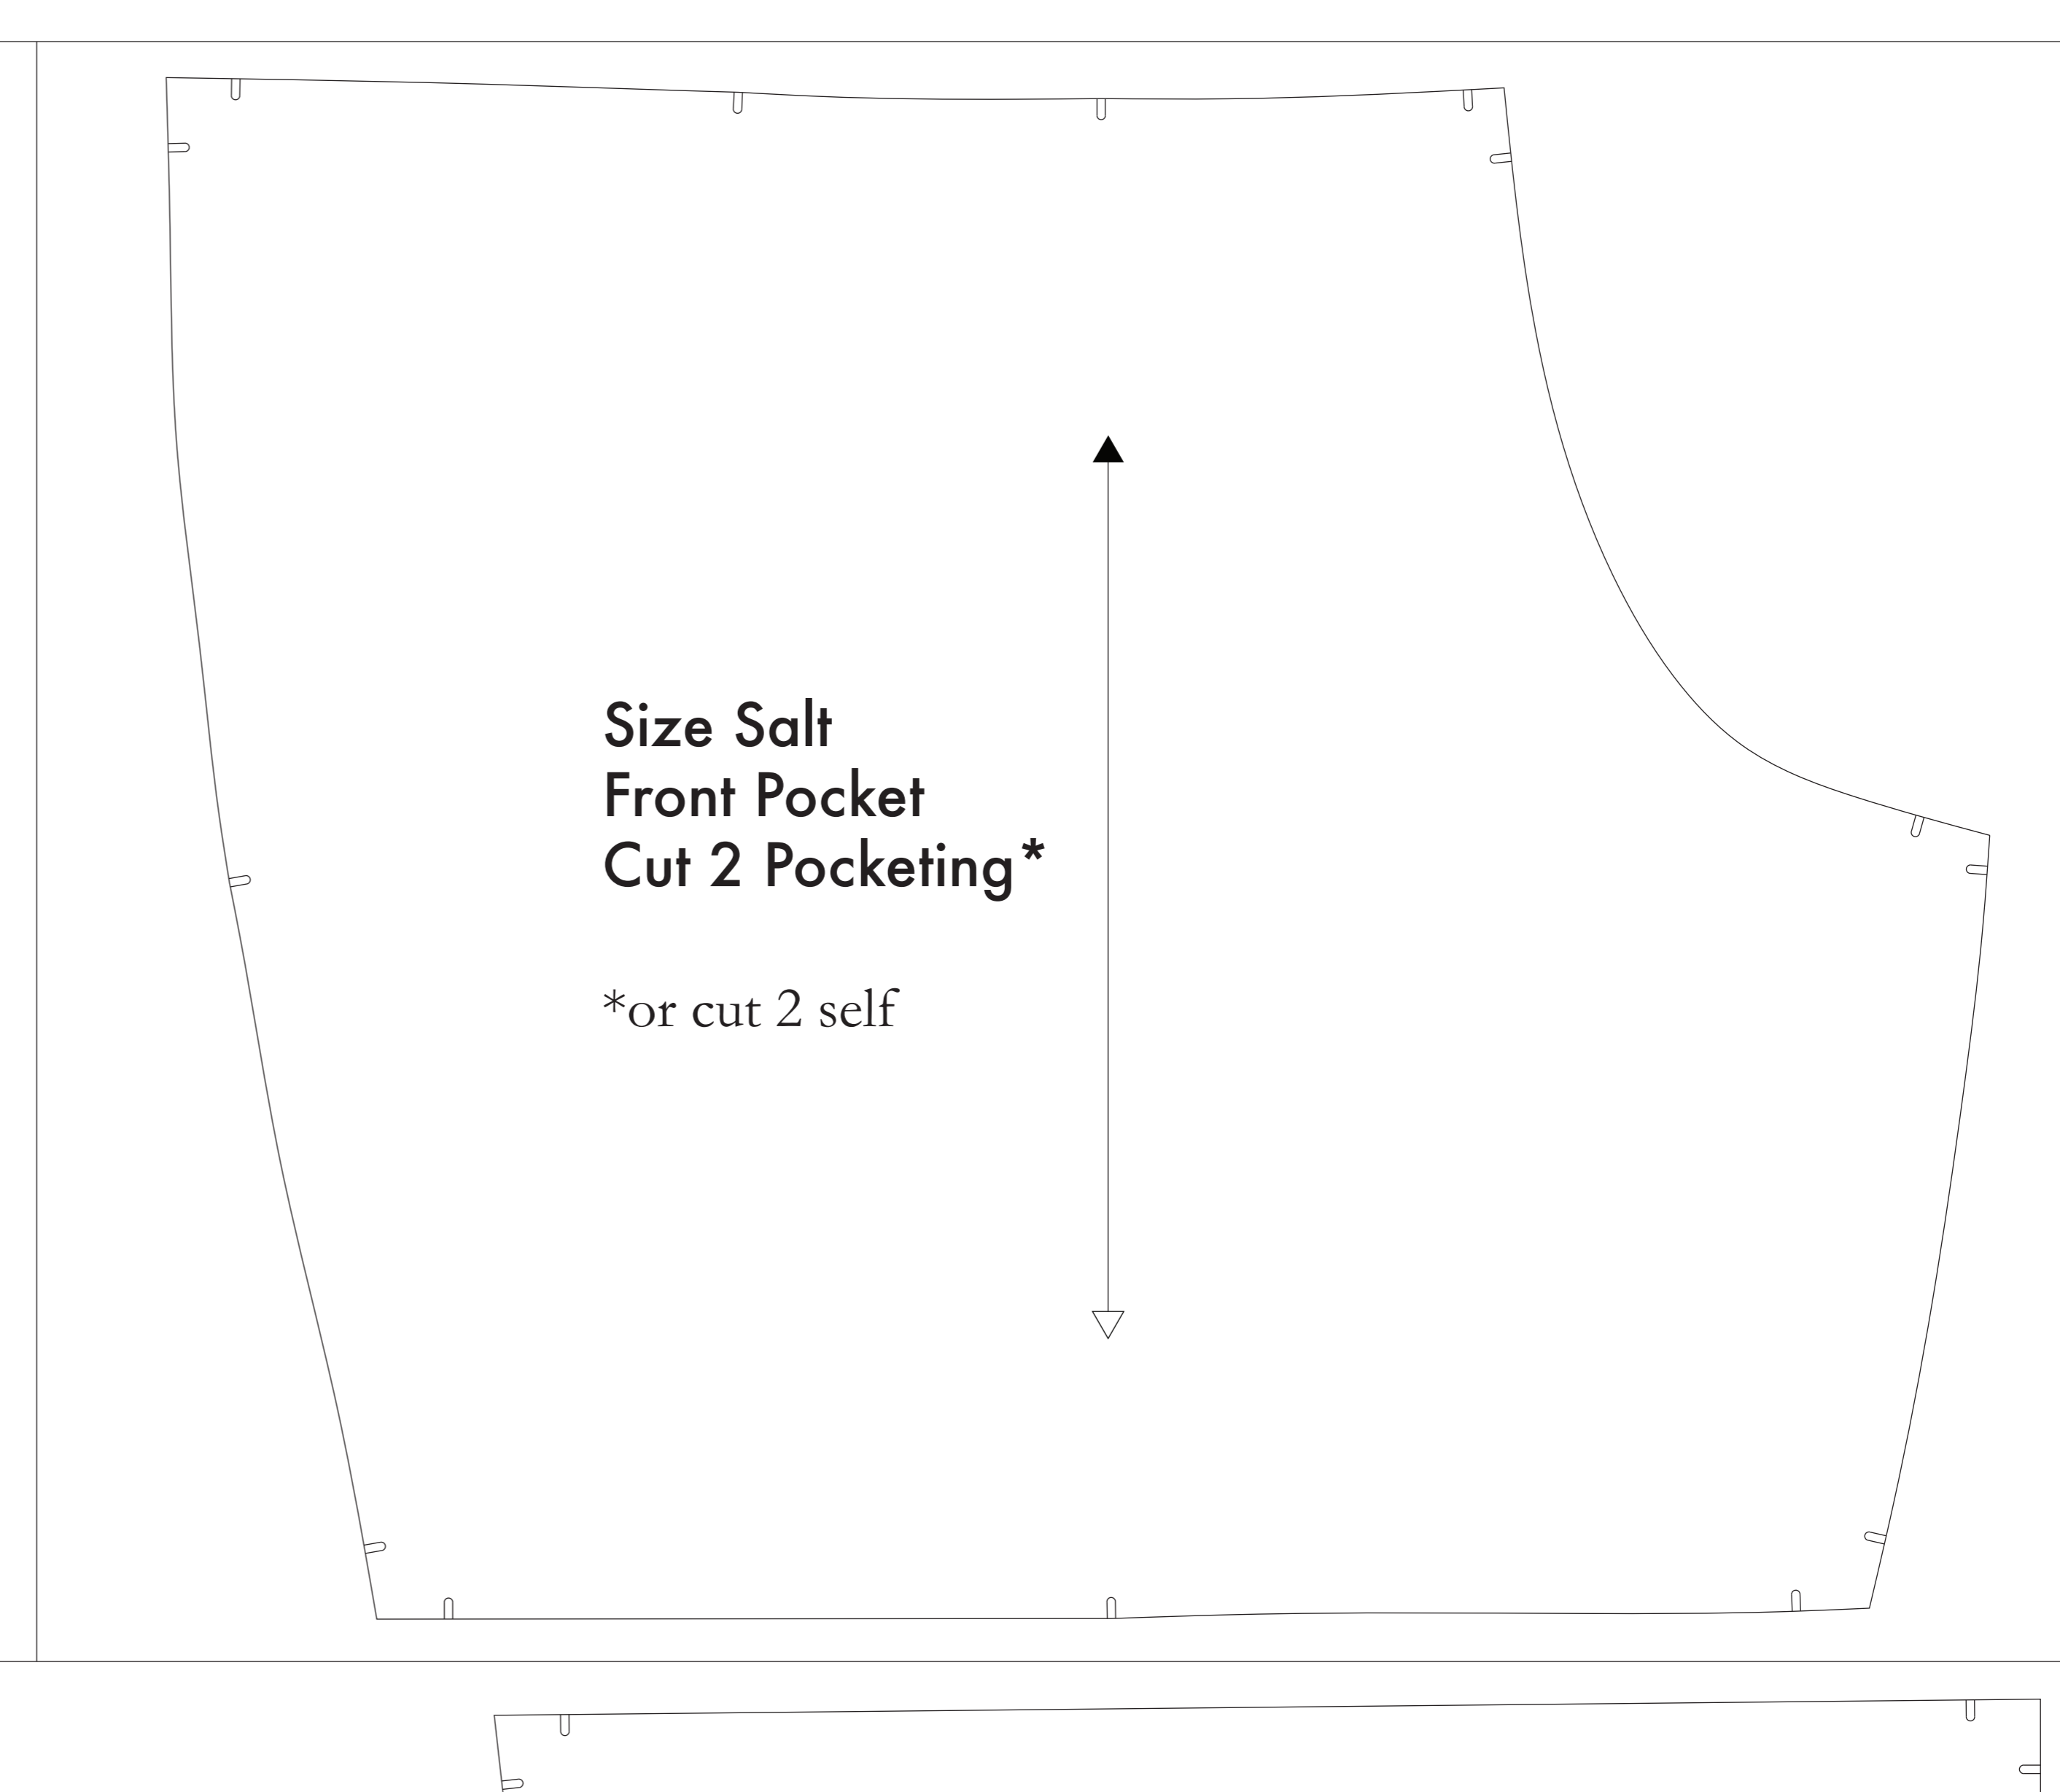 Size Salt
Front Pocket
Cut 2 Pocketing*
*or cut 2 self